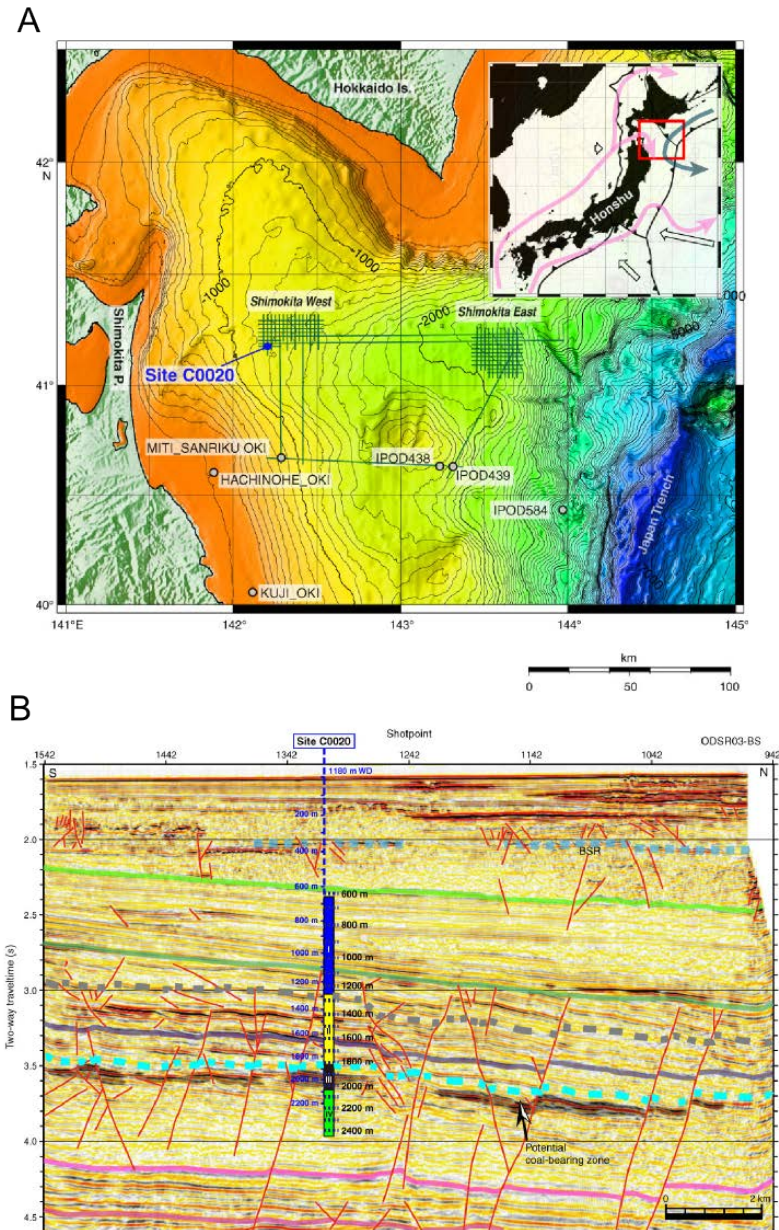 A
Hokkaido Is.
42°
N
Honshu
-1000
-1000
-2000
Shimokita West
Shimokita East
Shimokita P.
Site C0020
41°
MITI_SANRIKU OKI
HACHINOHE_OKI
IPOD438
IPOD439
IPOD584
Japan Trench
KUJI_OKI
40°
141°E
142°
143°
144°
145°
km
0
50
100
B
Site C0020
Shotpoint
ODSR03-BS
1542
1442
1342
1242
1142
1042
942
1.5
S
N
1180 m WD
200 m
2.0
400 m
BSR
600 m
600 m
2.5
800 m
800 m
1000 m
1000 m
1200 m
1200 m
3.0
1400 m
1400 m
II
1600 m
1600 m
1800 m
3.5
2000 m
2200 m
2200 m
IV
2400 m
4.0
4.5
Two-way traveltime (s)
Potential
coal-bearing zone
0
2 km